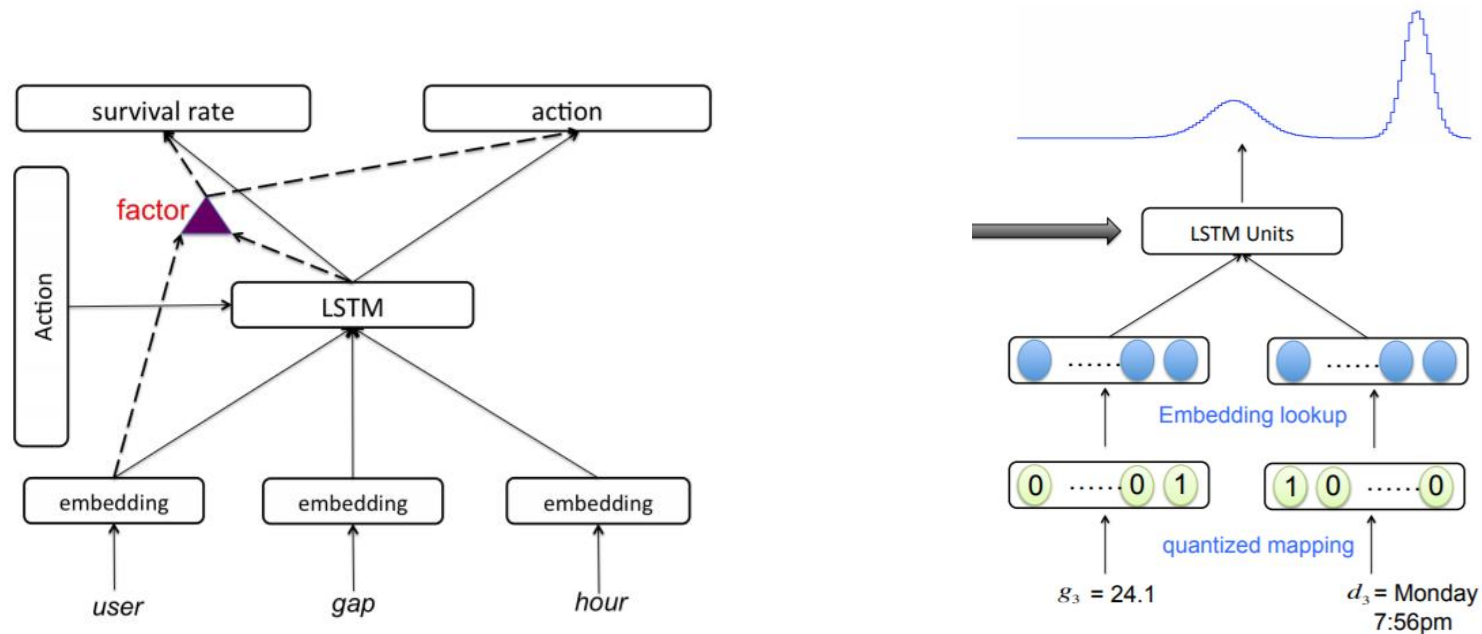 survival rate
action
factor
Action
LSTM
embedding
embedding
embedding
user
gap
hour
LSTM Units
......
......
Embedding lookup
0 ...... 0 1
1 0 ...... 0
quantized mapping
g₃ = 24.1
d₃ = Monday
7:56pm